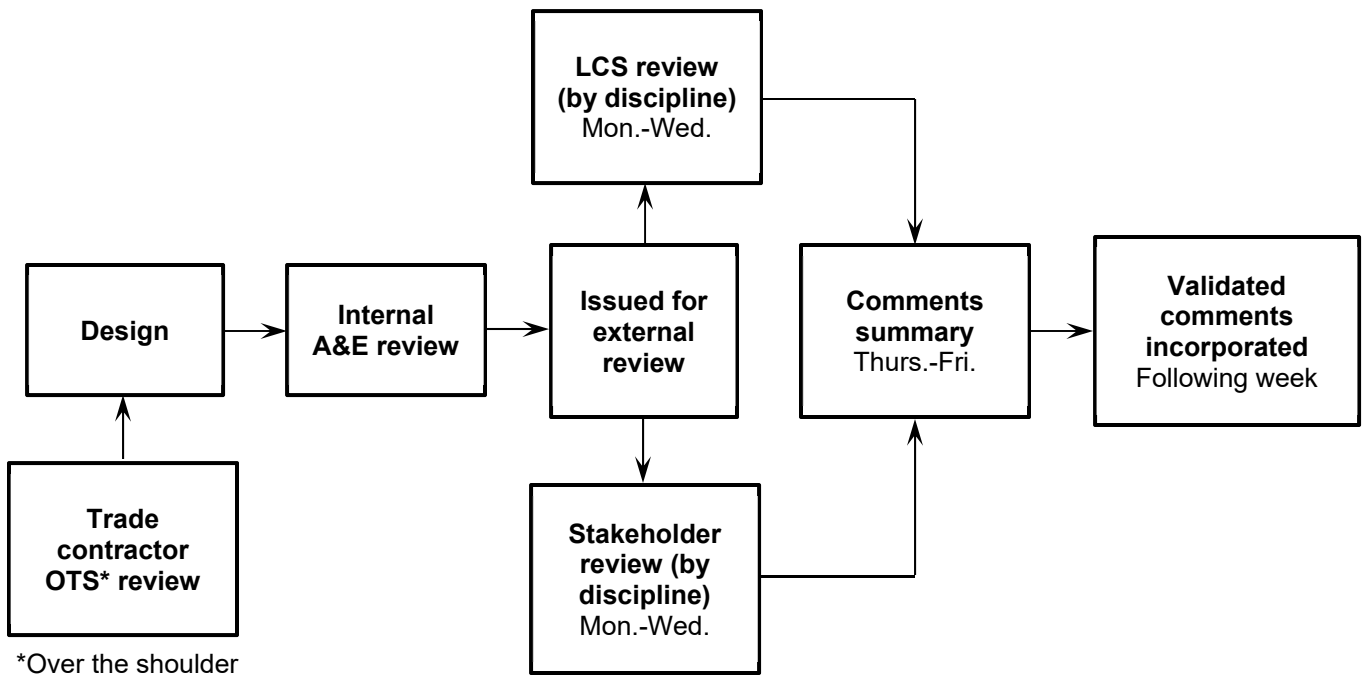 LCS review
(by discipline)
Mon.-Wed.
Design
Internal
A&E review
Issued for
external
review
Comments
summary
Thurs.-Fri.
Validated
comments
incorporated
Following week
Trade
contractor
OTS* review
Stakeholder
review (by
discipline)
Mon.-Wed.
*Over the shoulder